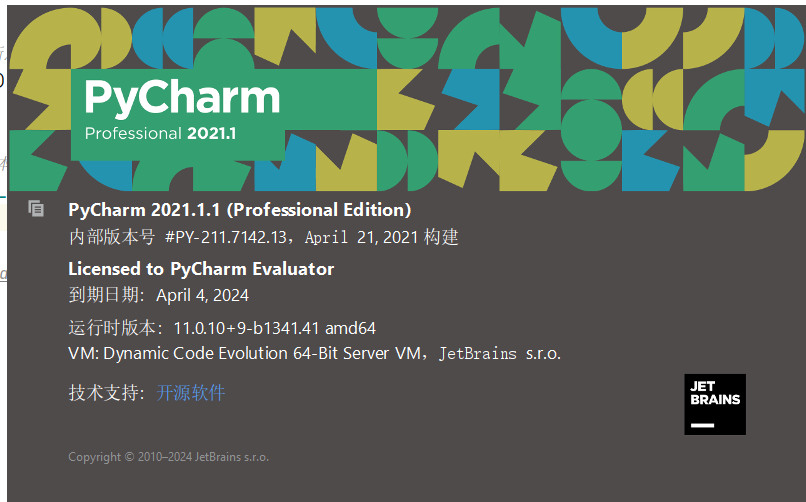 PyCharm
Professional 2021.1
PyCharm 2021.1.1 (Professional Edition)
内部版本号 #PY-211.7142.13，April 21, 2021 构建
Licensed to PyCharm Evaluator
到期日期：April 4, 2024
运行时版本：11.0.10+9-b1341.41 amd64
VM: Dynamic Code Evolution 64-Bit Server VM，JetBrains s.r.o.
技术支持：开源软件
JET
BRAINS
Copyright © 2010–2024 JetBrains s.r.o.